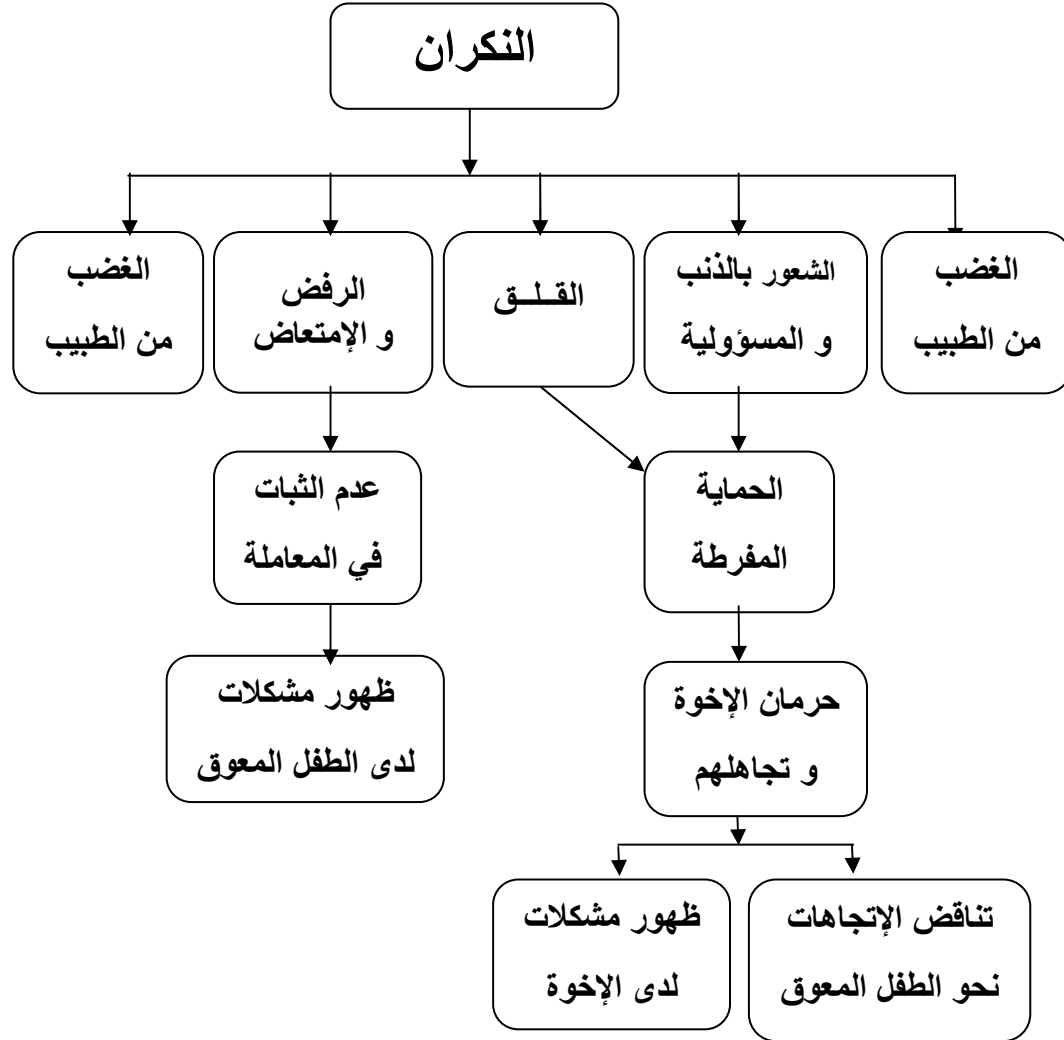 النكران
الغضب
من الطبيب
الشعور بالذنب
و المسؤولية
القـلـــق
الرفض
و الإمتعاض
الغضب
من الطبيب
الحماية
المفرطة
عدم الثبات
في المعاملة
حرمان الإخوة
و تجاهلهم
ظهور مشكلات
لدى الطفل المعوق
تناقض الإتجاهات
نحو الطفل المعوق
ظهور مشكلات
لدى الإخوة